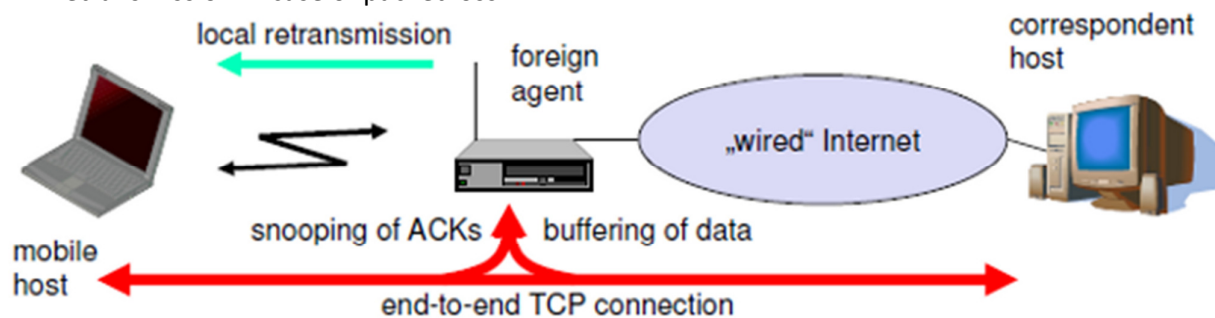 local retransmission
foreign
agent
correspondent
host
„wired“ Internet
snooping of ACKs
buffering of data
mobile
host
end-to-end TCP connection